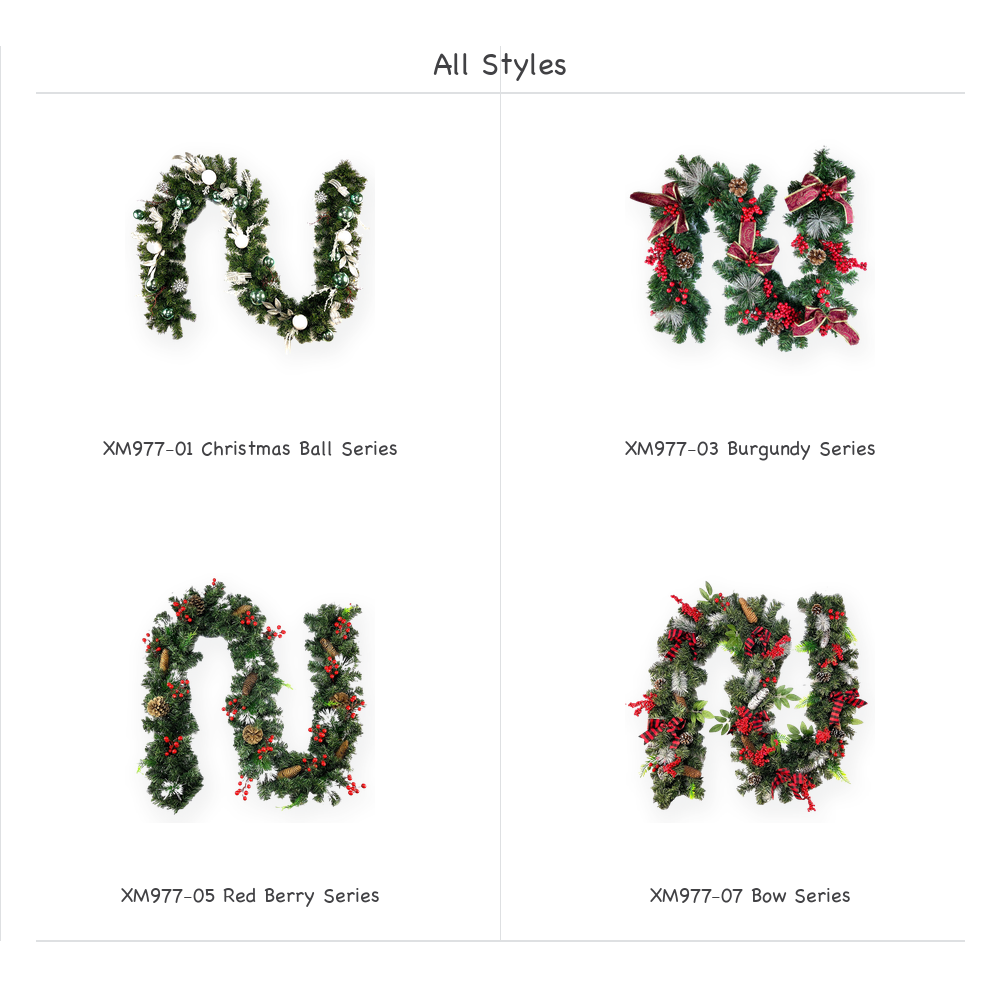 All Styles
XM977-01 Christmas Ball Series
XM977-03 Burgundy Series
XM977-05 Red Berry Series
XM977-07 Bow Series